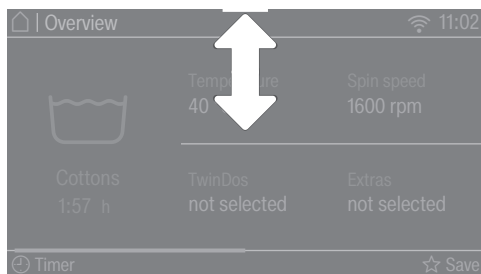 | Overview 11:02
Temperature Spin speed
40 1600 rpm
Cottons TwinDos Extras
1:57 h not selected not selected
Timer Save